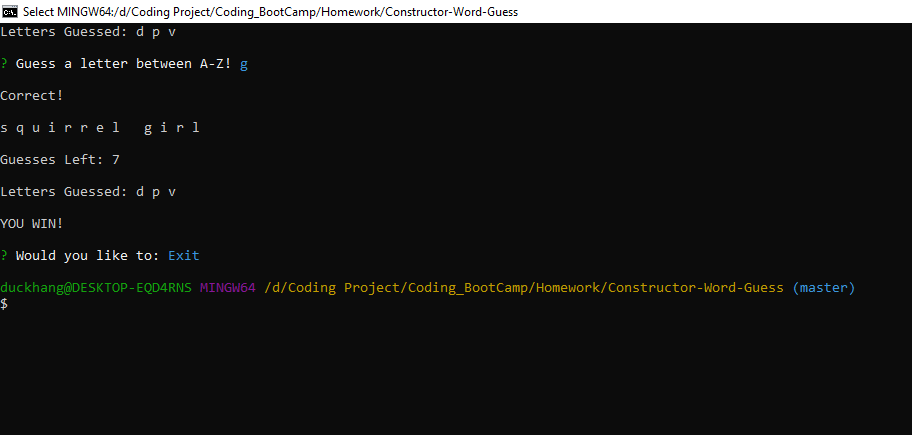 Select MINGW64:/d/Coding Project/Coding_BootCamp/Homework/Constructor-Word-Guess
Letters Guessed: d p v
? Guess a letter between A-Z! g
Correct!
s q u i r r e l   g i r l
Guesses Left: 7
Letters Guessed: d p v
YOU WIN!
? Would you like to: Exit
duckhang@DESKTOP-EQD4RNS MINGW64 /d/Coding Project/Coding_BootCamp/Homework/Constructor-Word-Guess (master)
$